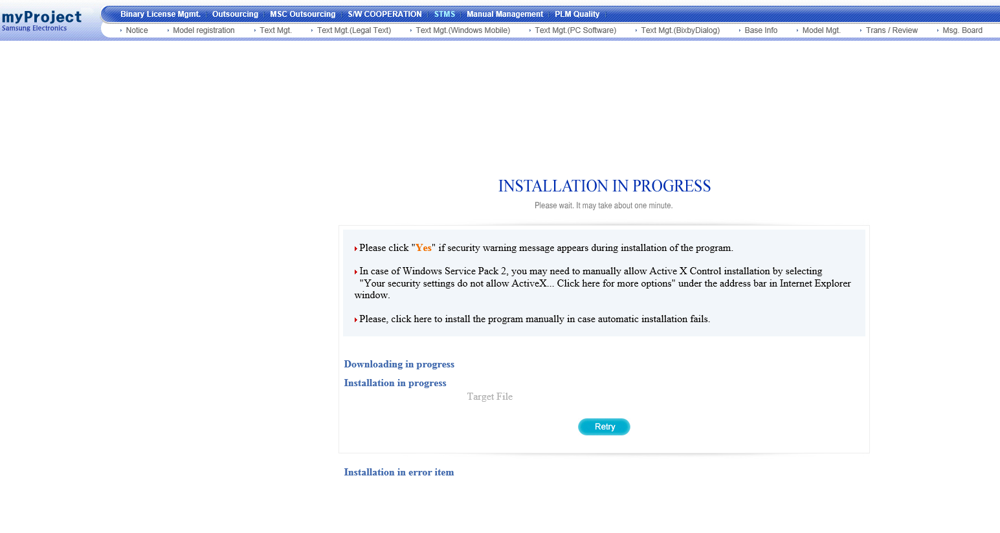 myProject
Samsung Electronics
Binary License Mgmt. Outsourcing MSC Outsourcing S/W COOPERATION STMS Manual Management PLM Quality
Notice Model registration Text Mgt. Text Mgt.(Legal Text) Text Mgt.(Windows Mobile) Text Mgt.(PC Software) Text Mgt.(BixbyDialog) Base Info Model Mgt. Trans / Review Msg. Board
INSTALLATION IN PROGRESS
Please wait. It may take about one minute.
Please click "Yes" if security warning message appears during installation of the program.
In case of Windows Service Pack 2, you may need to manually allow Active X Control installation by selecting
"Your security settings do not allow ActiveX... Click here for more options" under the address bar in Internet Explorer
window.
Please, click here to install the program manually in case automatic installation fails.
Downloading in progress
Installation in progress
Target File
Retry
Installation in error item